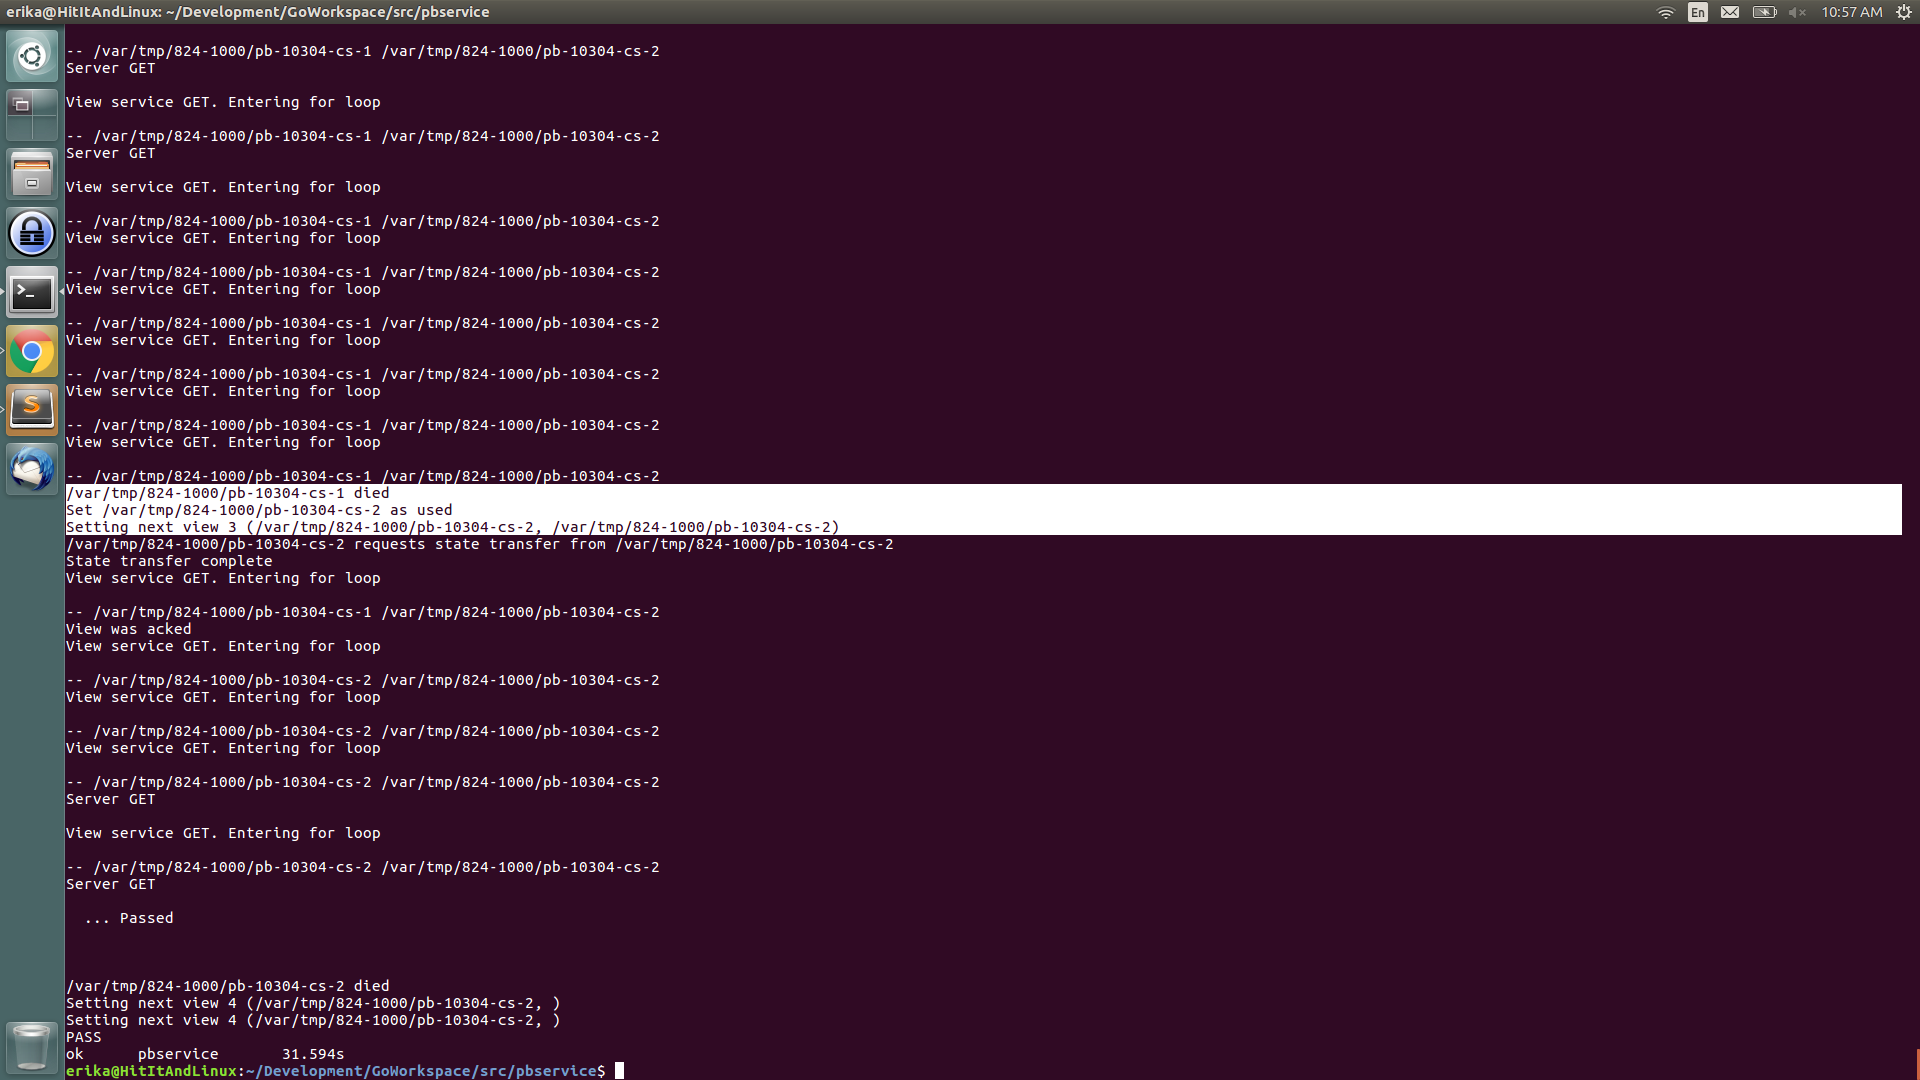 erika@HitItAndLinux: ~/Development/GoWorkspace/src/pbservice
En
10:57 AM
-- /var/tmp/824-1000/pb-10304-cs-1 /var/tmp/824-1000/pb-10304-cs-2
Server GET
View service GET. Entering for loop
-- /var/tmp/824-1000/pb-10304-cs-1 /var/tmp/824-1000/pb-10304-cs-2
Server GET
View service GET. Entering for loop
-- /var/tmp/824-1000/pb-10304-cs-1 /var/tmp/824-1000/pb-10304-cs-2
View service GET. Entering for loop
-- /var/tmp/824-1000/pb-10304-cs-1 /var/tmp/824-1000/pb-10304-cs-2
View service GET. Entering for loop
-- /var/tmp/824-1000/pb-10304-cs-1 /var/tmp/824-1000/pb-10304-cs-2
View service GET. Entering for loop
-- /var/tmp/824-1000/pb-10304-cs-1 /var/tmp/824-1000/pb-10304-cs-2
View service GET. Entering for loop
-- /var/tmp/824-1000/pb-10304-cs-1 /var/tmp/824-1000/pb-10304-cs-2
View service GET. Entering for loop
-- /var/tmp/824-1000/pb-10304-cs-1 /var/tmp/824-1000/pb-10304-cs-2
/var/tmp/824-1000/pb-10304-cs-1 died
Set /var/tmp/824-1000/pb-10304-cs-2 as used
Setting next view 3 (/var/tmp/824-1000/pb-10304-cs-2, /var/tmp/824-1000/pb-10304-cs-2)
/var/tmp/824-1000/pb-10304-cs-2 requests state transfer from /var/tmp/824-1000/pb-10304-cs-2
State transfer complete
View service GET. Entering for loop
-- /var/tmp/824-1000/pb-10304-cs-1 /var/tmp/824-1000/pb-10304-cs-2
View was acked
View service GET. Entering for loop
-- /var/tmp/824-1000/pb-10304-cs-2 /var/tmp/824-1000/pb-10304-cs-2
View service GET. Entering for loop
-- /var/tmp/824-1000/pb-10304-cs-2 /var/tmp/824-1000/pb-10304-cs-2
View service GET. Entering for loop
-- /var/tmp/824-1000/pb-10304-cs-2 /var/tmp/824-1000/pb-10304-cs-2
Server GET
View service GET. Entering for loop
-- /var/tmp/824-1000/pb-10304-cs-2 /var/tmp/824-1000/pb-10304-cs-2
Server GET
... Passed
/var/tmp/824-1000/pb-10304-cs-2 died
Setting next view 4 (/var/tmp/824-1000/pb-10304-cs-2, )
Setting next view 4 (/var/tmp/824-1000/pb-10304-cs-2, )
PASS
ok pbservice 31.594s
erika@HitItAndLinux:~/Development/GoWorkspace/src/pbservice$